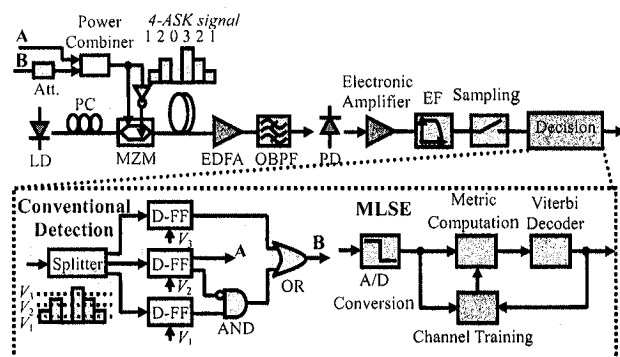 Power
Combiner
4-ASK signal
1 2 0 3 2 1
A
B
Att.
PC
LD
MZM
EDFA
OBPF
PD
Electronic
Amplifier
EF
Sampling
Decision
Conventional
Detection
Splitter
D-FF
V3
D-FF
V2
D-FF
V1
A
B
OR
AND
V3
V2
V1
MLSE
A/D
Conversion
Metric
Computation
Viterbi
Decoder
Channel Training